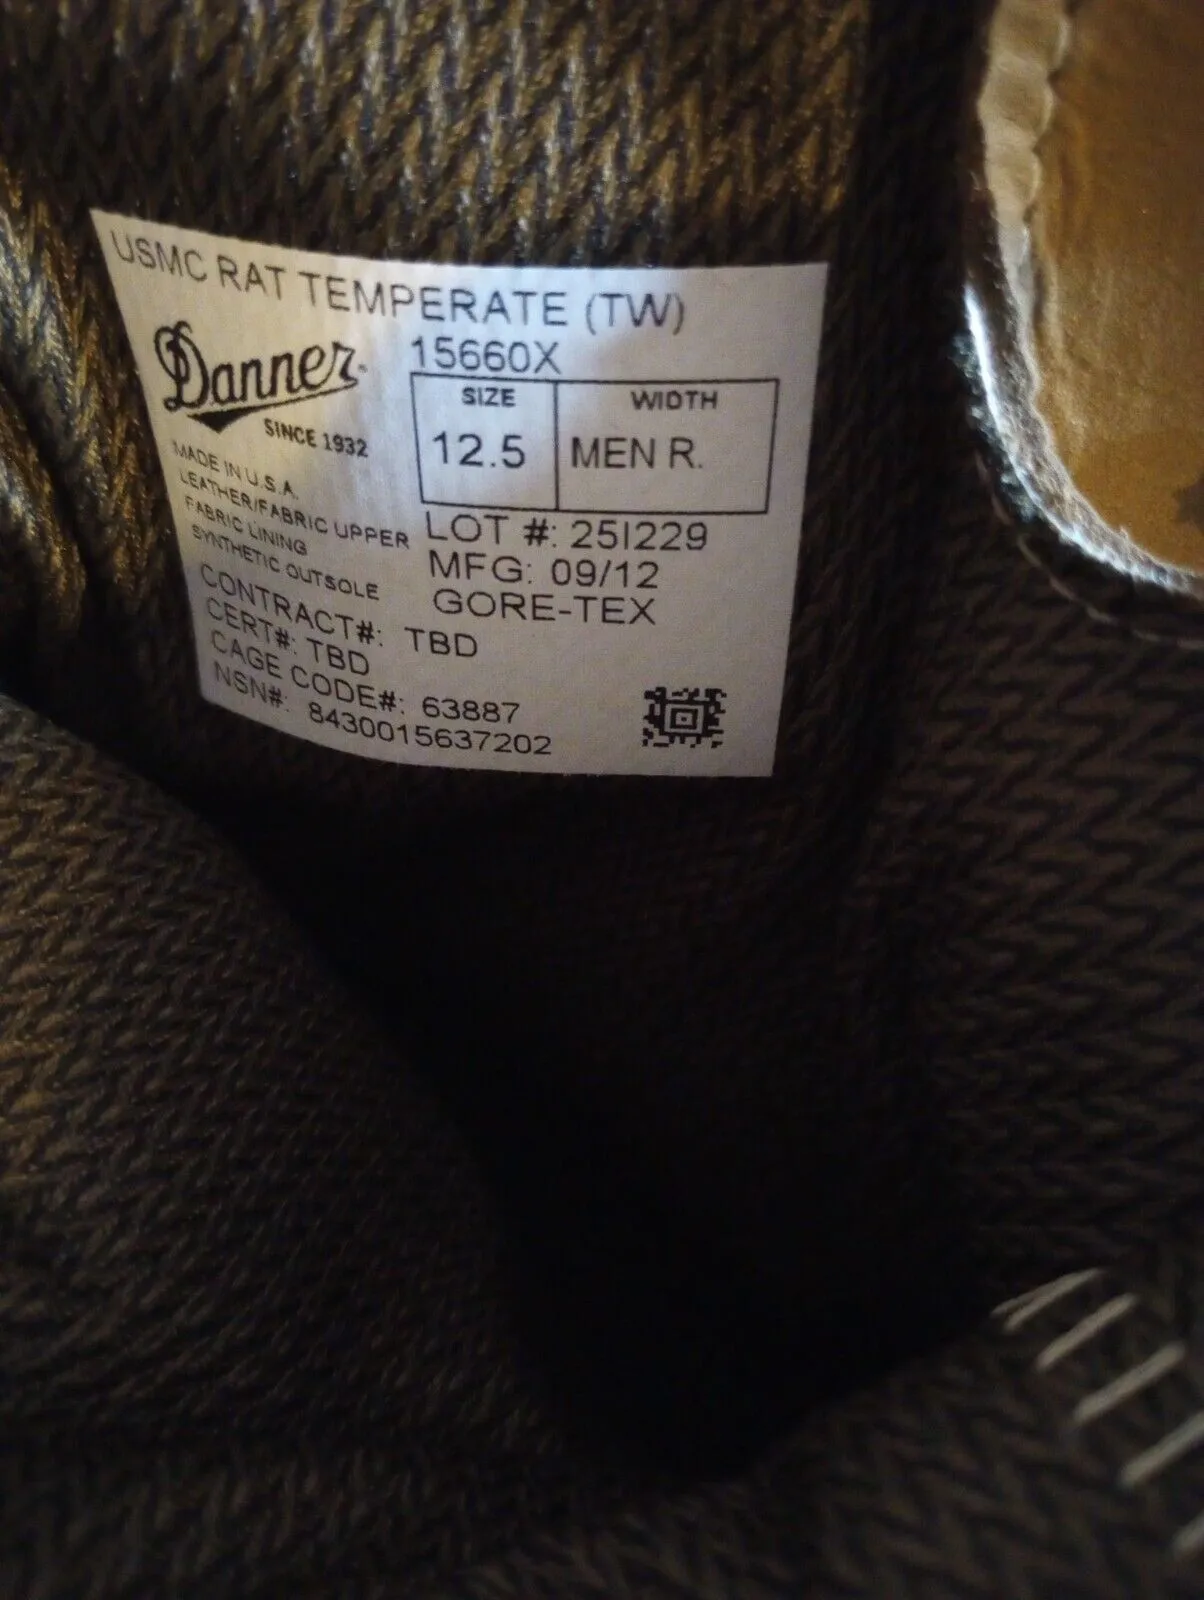 USMC RAT TEMPERATE (TW)
Danner
SINCE 1932
15660X
SIZE WIDTH
12.5 MEN R.
MADE IN U.S.A.
LEATHER/FABRIC UPPER
FABRIC LINING
SYNTHETIC OUTSOLE
LOT #: 25I229
MFG: 09/12
GORE-TEX
CONTRACT#: TBD
CERT#: TBD
CAGE CODE#: 63887
NSN#: 8430015637202